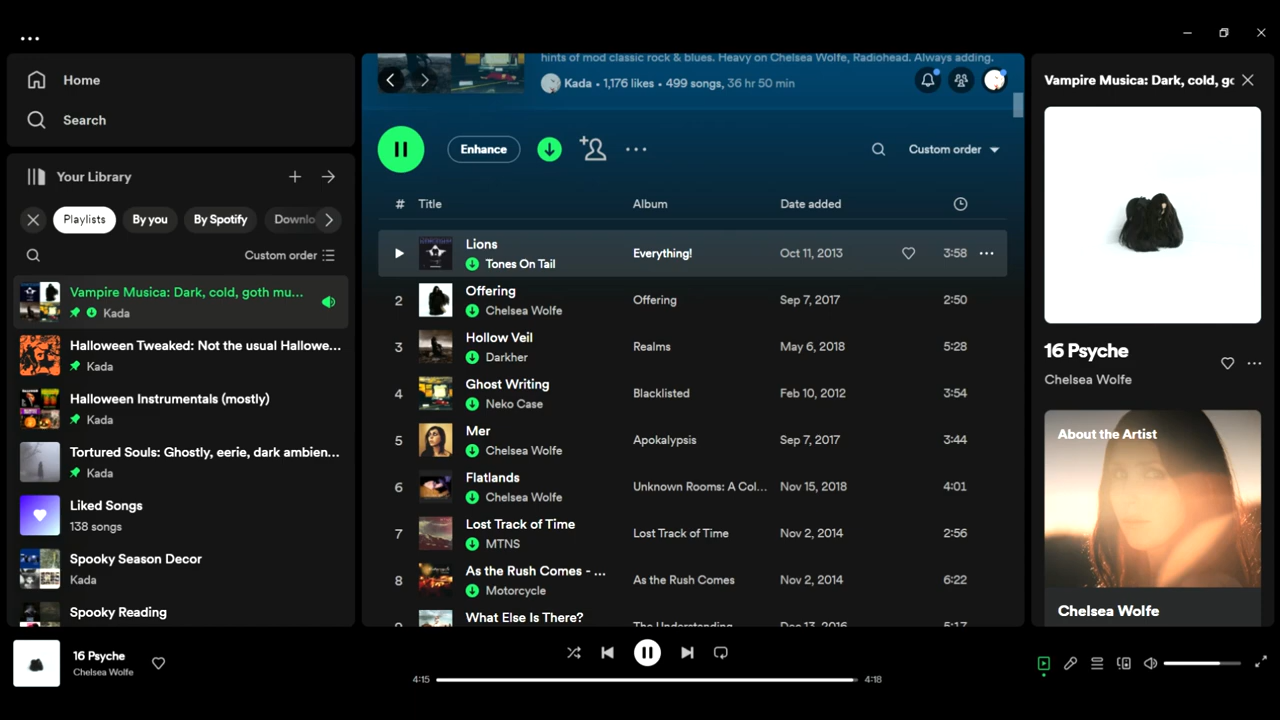 Home
Search
Your Library
Playlists
By you
By Spotify
Downlo
Custom order
Vampire Musica: Dark, cold, goth mu...
Kada
Halloween Tweaked: Not the usual Hallowe...
Kada
Halloween Instrumentals (mostly)
Kada
Tortured Souls: Ghostly, eerie, dark ambien...
Kada
Liked Songs
138 songs
Spooky Season Decor
Kada
Spooky Reading
hints of mod classic rock & blues. Heavy on Chelsea Wolfe, Radiohead. Always adding.
Kada • 1,176 likes • 499 songs, 36 hr 50 min
Enhance
Custom order
# Title Album Date added
Lions Everything! Oct 11, 2013 3:58
Tones On Tail
2 Offering Offering Sep 7, 2017 2:50
Chelsea Wolfe
3 Hollow Veil Realms May 6, 2018 5:28
Darkher
4 Ghost Writing Blacklisted Feb 10, 2012 3:54
Neko Case
5 Mer Apokalypsis Sep 7, 2017 3:44
Chelsea Wolfe
6 Flatlands Unknown Rooms: A Col... Nov 15, 2018 4:01
Chelsea Wolfe
7 Lost Track of Time Lost Track of Time Nov 2, 2014 2:56
MTNS
8 As the Rush Comes - ... As the Rush Comes Nov 2, 2014 6:22
Motorcycle
9 What Else Is There? The Understanding Dec 13, 2016 5:17
Vampire Musica: Dark, cold, go
16 Psyche
Chelsea Wolfe
About the Artist
Chelsea Wolfe
16 Psyche
Chelsea Wolfe
4:15 4:18